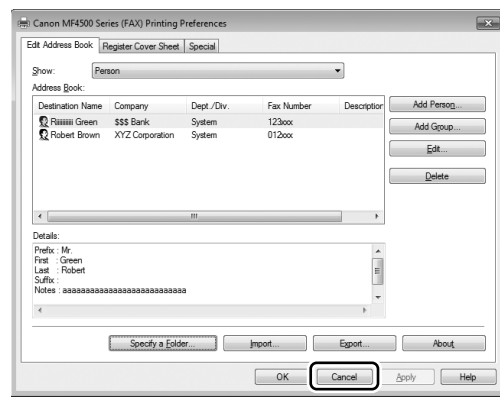 Canon MF4500 Series (FAX) Printing Preferences
Edit Address Book Register Cover Sheet Special
Show: Person
Address Book:
Destination Name Company Dept./Div. Fax Number Description
Green $$$ Bank System 123xxx
Robert Brown XYZ Corporation System 012xxx
Add Person...
Add Group...
Edit...
Delete
Details:
Prefix : Mr.
First : Green
Last : Robert
Suffix :
Notes : aaaaaaaaaaaaaaaaaaaaaaaaaaa
Specify a Folder... Import... Export... About
OK Cancel Apply Help